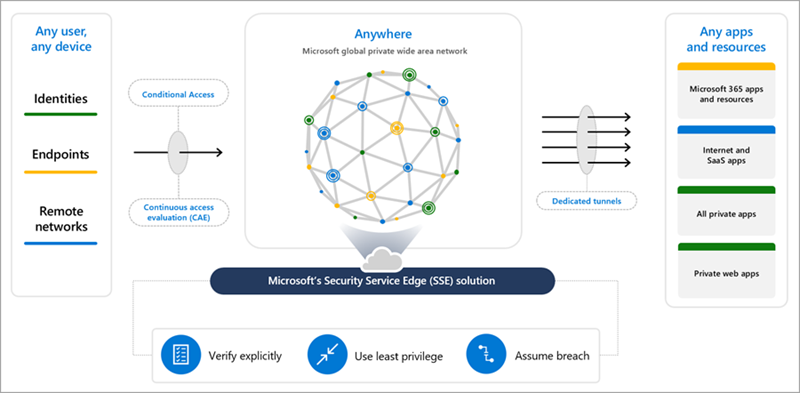 Any user,
any device
Identities
Endpoints
Remote
networks
Conditional Access
Continuous access
evaluation (CAE)
Anywhere
Microsoft global private wide area network
Dedicated tunnels
Any apps
and resources
Microsoft 365 apps
and resources
Internet and
SaaS apps
All private apps
Private web apps
Microsoft's Security Service Edge (SSE) solution
Verify explicitly
Use least privilege
Assume breach